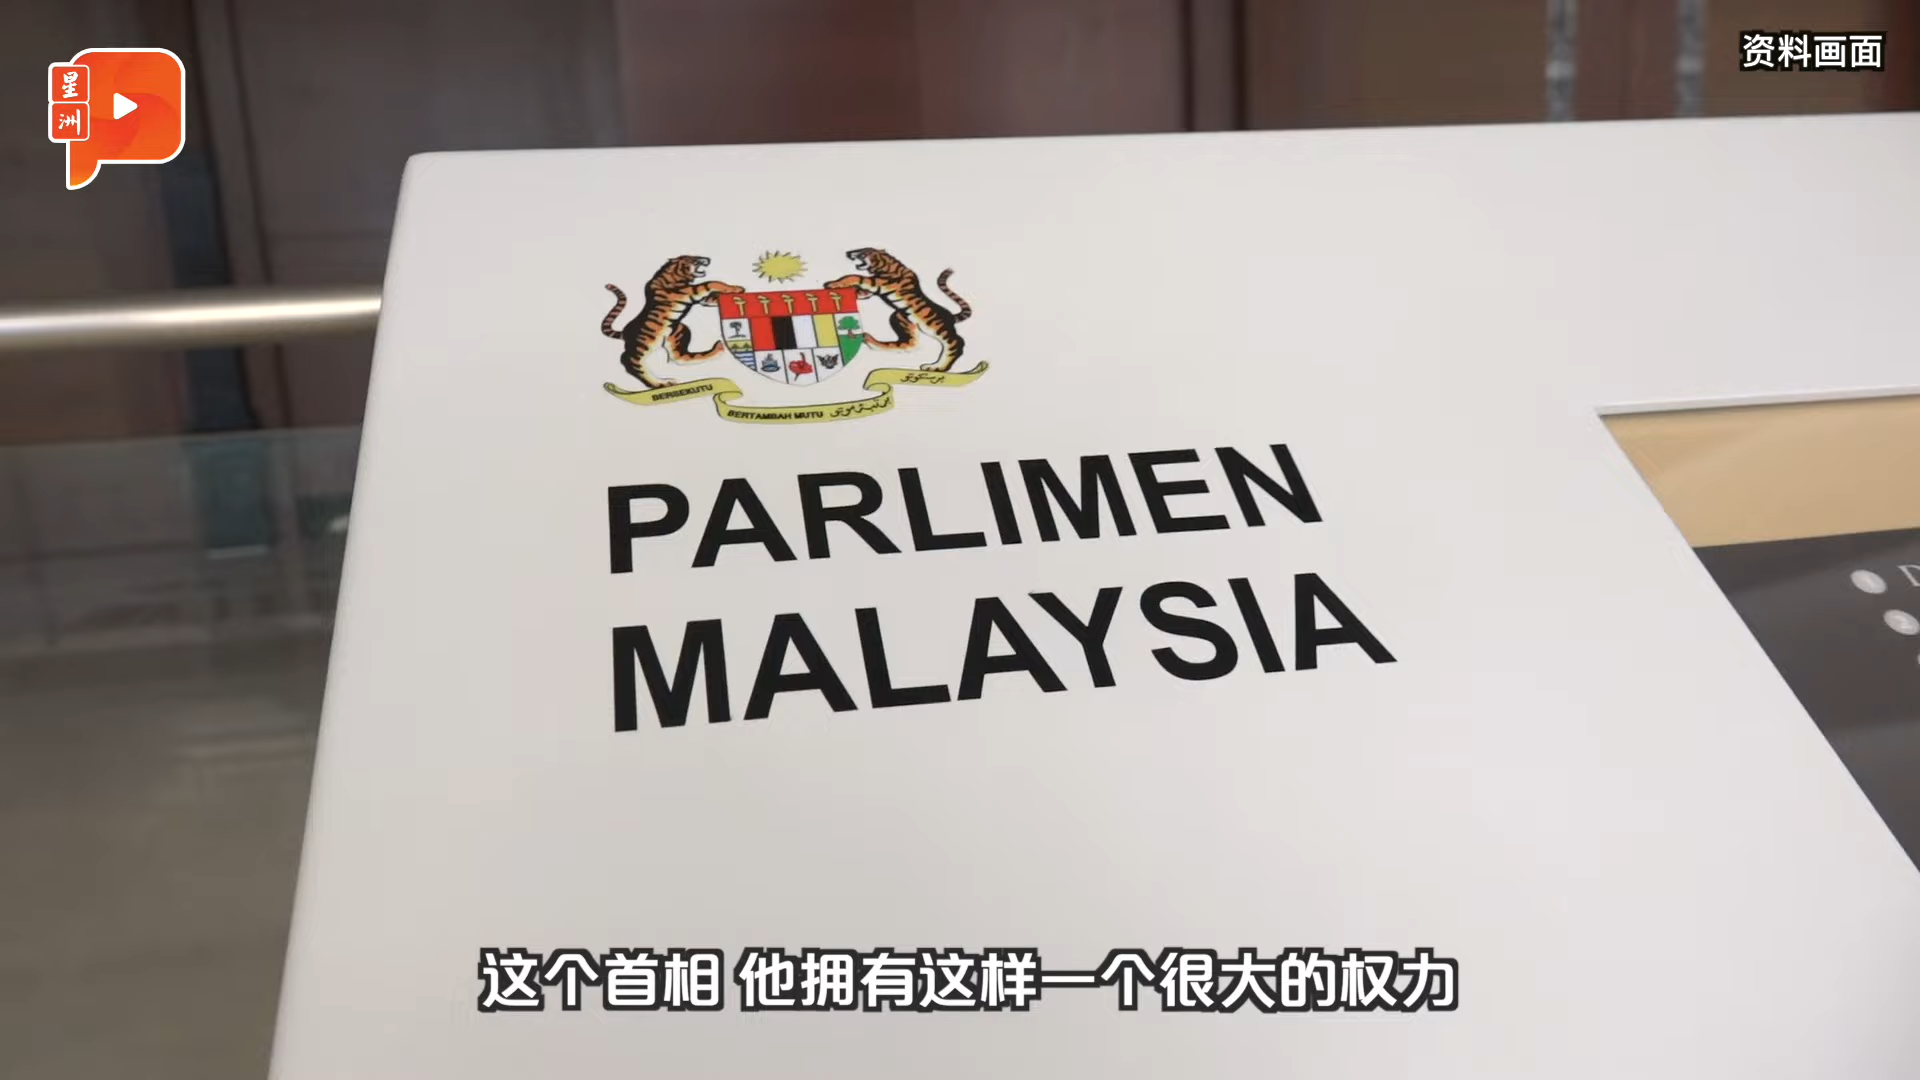 星洲
资料画面
BERSEKUTU
BERTAMBAH MUTU
PARLIMEN
MALAYSIA
这个首相 他拥有这样一个很大的权力